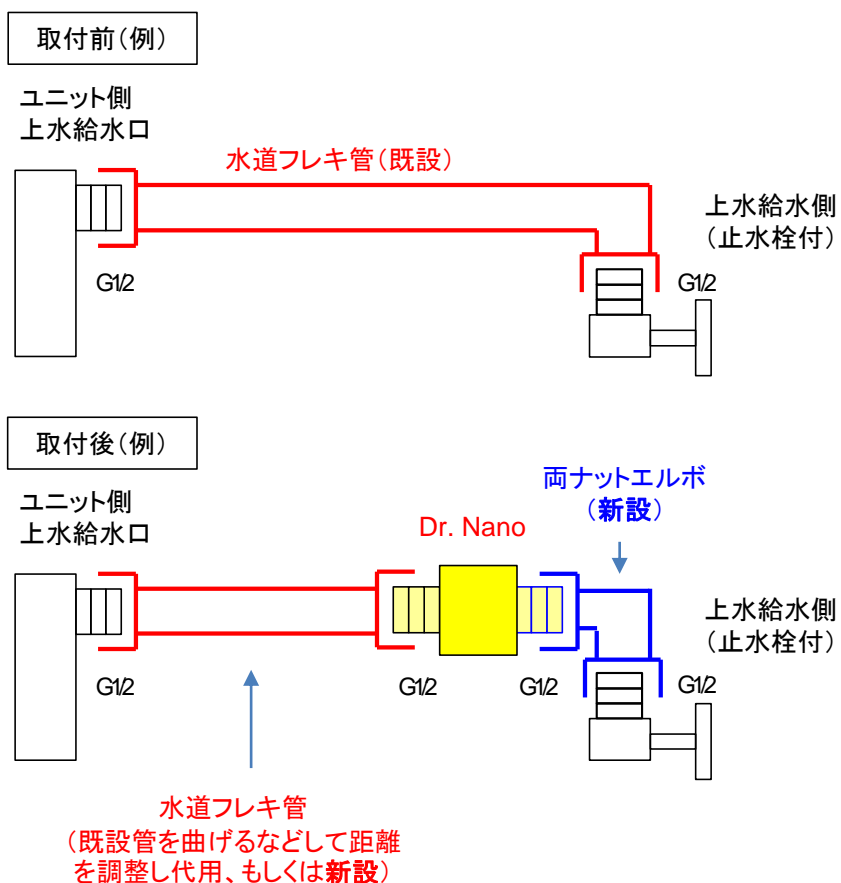 取付前(例)
ユニット側
上水給水口
水道フレキ管(既設)
上水給水側
(止水栓付)
G1/2
G1/2
取付後(例)
ユニット側
上水給水口
両ナットエルボ
(新設)
Dr. Nano
上水給水側
(止水栓付)
G1/2
G1/2
G1/2
G1/2
水道フレキ管
(既設管を曲げるなどして距離
を調整し代用、もしくは新設)